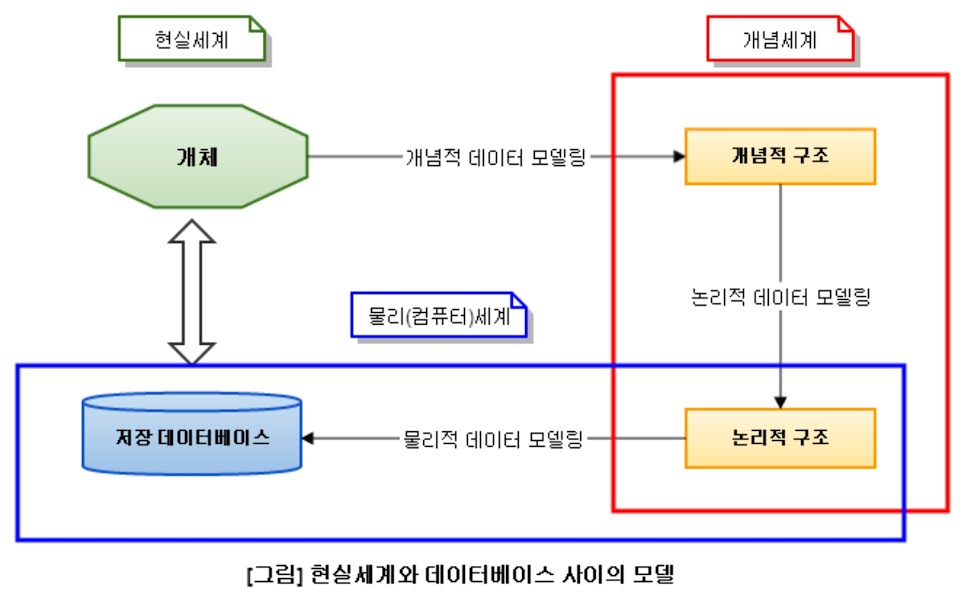 현실세계
개념세계
개체
개념적 데이터 모델링
개념적 구조
논리적 데이터 모델링
물리(컴퓨터)세계
저장 데이터베이스
물리적 데이터 모델링
논리적 구조
[그림] 현실세계와 데이터베이스 사이의 모델